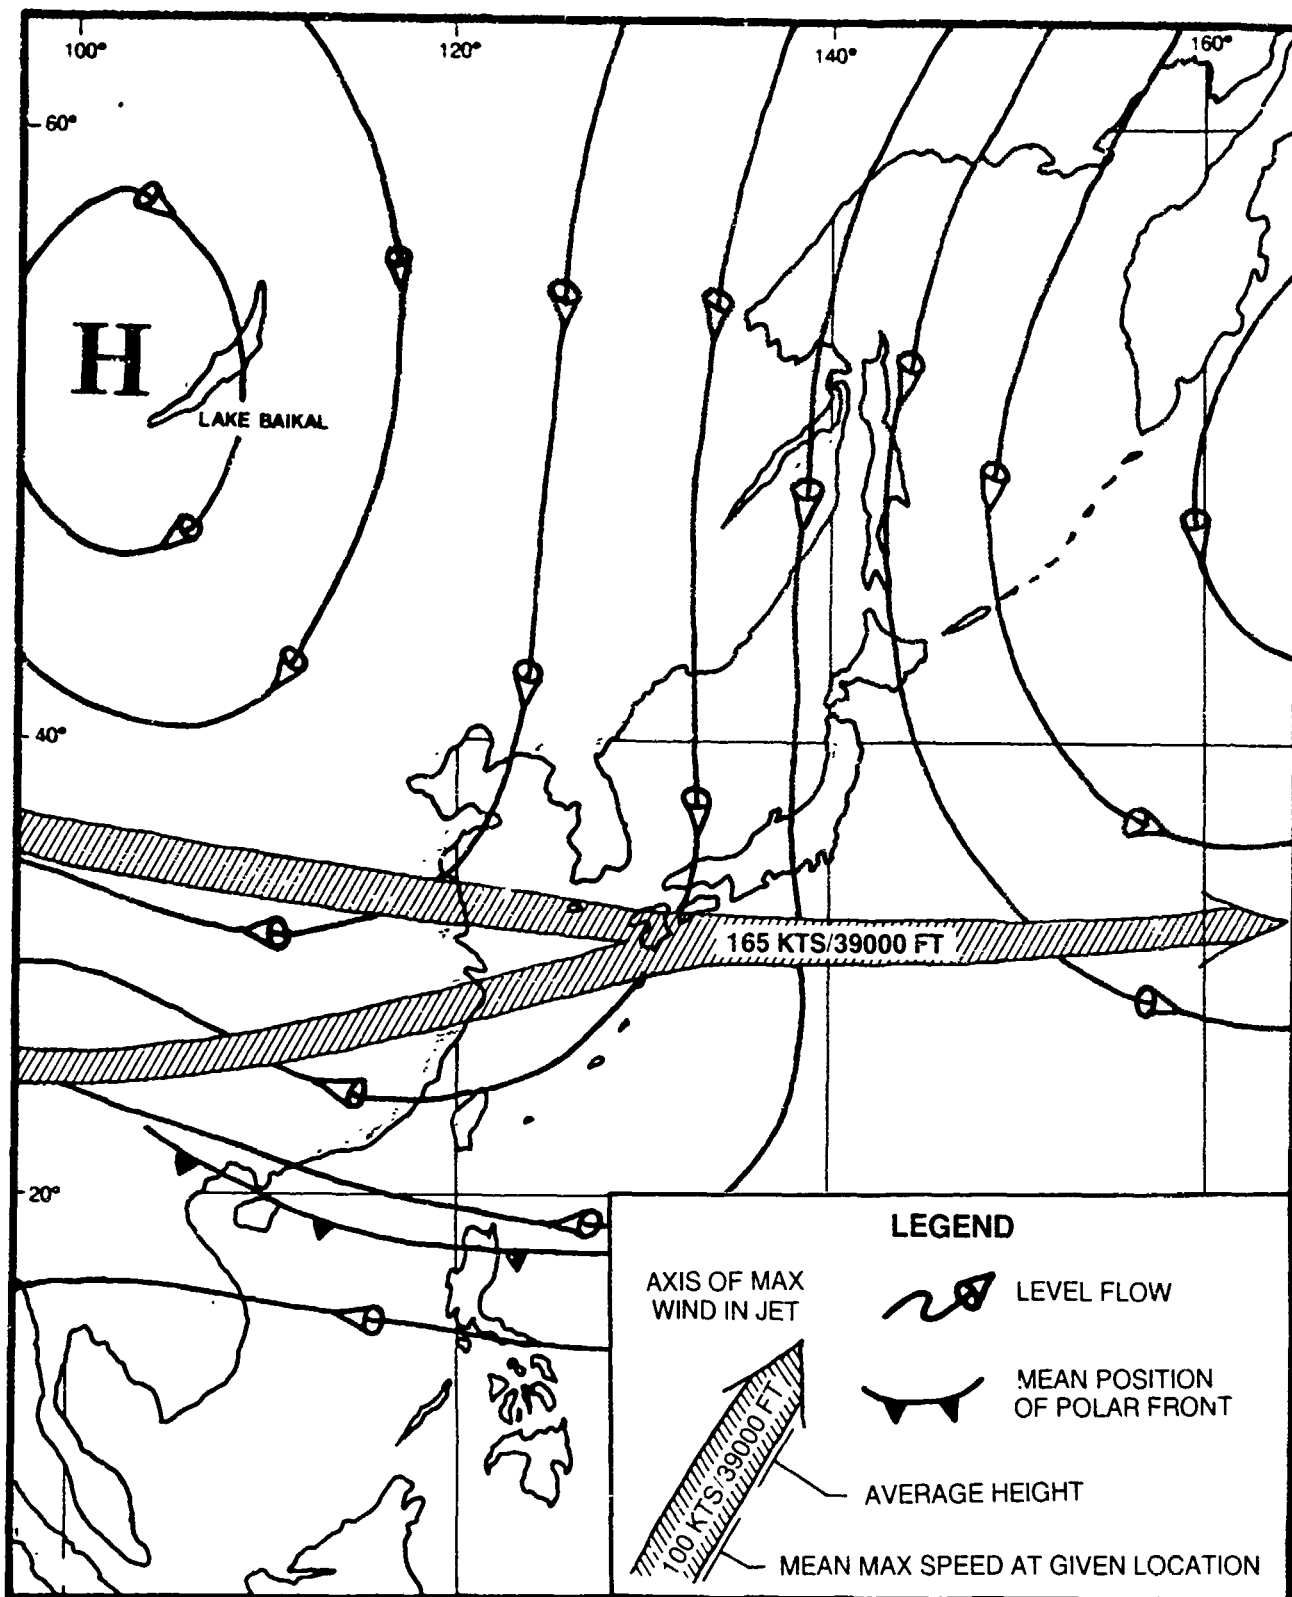 100°
120°
140°
160°
60°
H
LAKE BAIKAL
40°
165 KTS/39000 FT
20°
LEGEND
AXIS OF MAX
WIND IN JET
LEVEL FLOW
MEAN POSITION
OF POLAR FRONT
100 KTS/39000 FT
AVERAGE HEIGHT
MEAN MAX SPEED AT GIVEN LOCATION